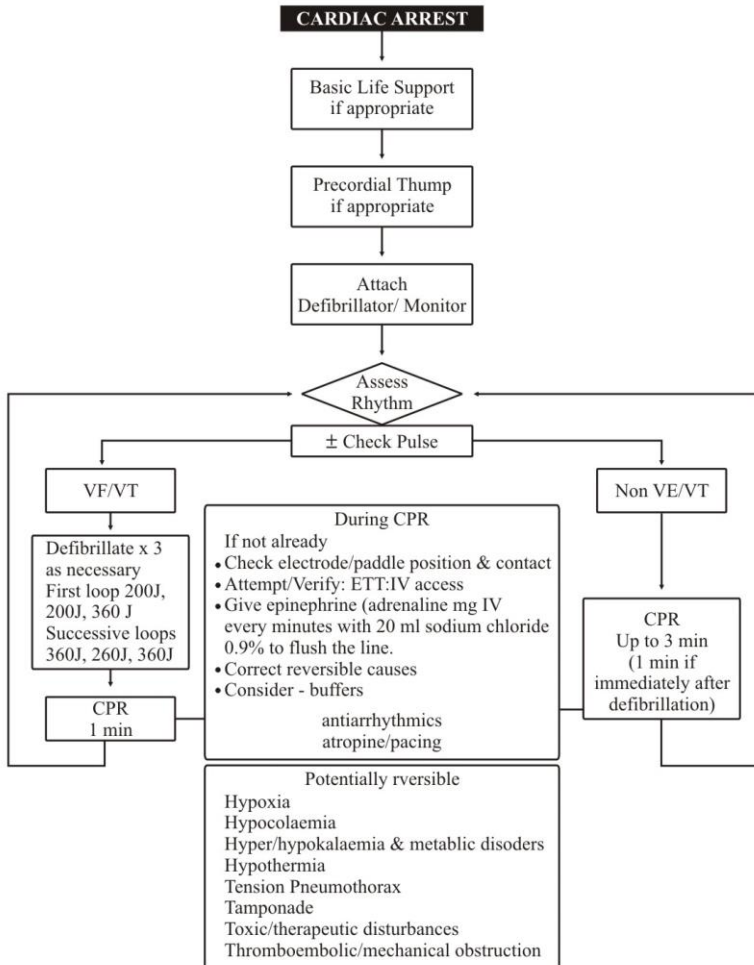 CARDIAC ARREST
Basic Life Support
if appropriate
Precordial Thump
if appropriate
Attach
Defibrillator/ Monitor
Assess
Rhythm
± Check Pulse
VF/VT
Non VE/VT
Defibrillate x 3
as necessary
First loop 200J,
200J, 360 J
Successive loops
360J, 260J, 360J
CPR
1 min
During CPR
If not already
• Check electrode/paddle position & contact
• Attempt/Verify: ETT:IV access
• Give epinephrine (adrenaline mg IV
every minutes with 20 ml sodium chloride
0.9% to flush the line.
• Correct reversible causes
• Consider - buffers
antiarrhythmics
atropine/pacing
CPR
Up to 3 min
(1 min if
immediately after
defibrillation)
Potentially rversible
Hypoxia
Hypocolaemia
Hyper/hypokalaemia & metablic disoders
Hypothermia
Tension Pneumothorax
Tamponade
Toxic/therapeutic disturbances
Thromboembolic/mechanical obstruction